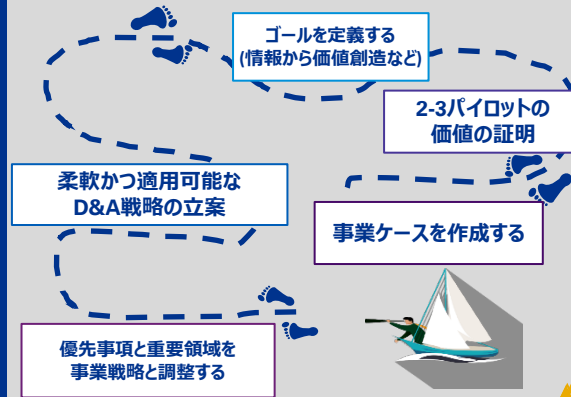 ゴールを定義する
(情報から価値創造など)
2-3パイロットの
価値の証明
柔軟かつ適用可能な
D&A戦略の立案
事業ケースを作成する
優先事項と重要領域を
事業戦略と調整する